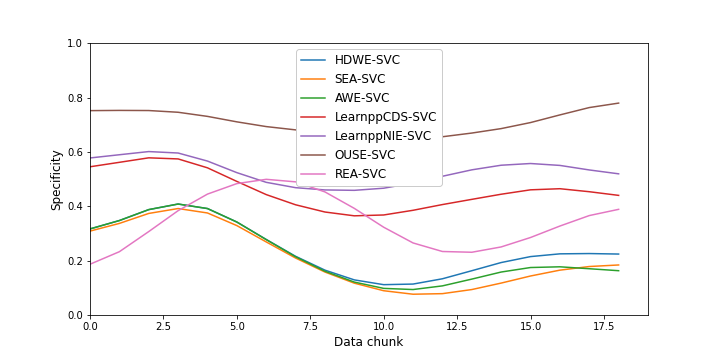 1.0
0.8
0.6
0.4
0.2
0.0
Specificity
HDWE-SVC
SEA-SVC
AWE-SVC
LearnppCDS-SVC
LearnppNIE-SVC
OUSE-SVC
REA-SVC
0.0 2.5 5.0 7.5 10.0 12.5 15.0 17.5
Data chunk